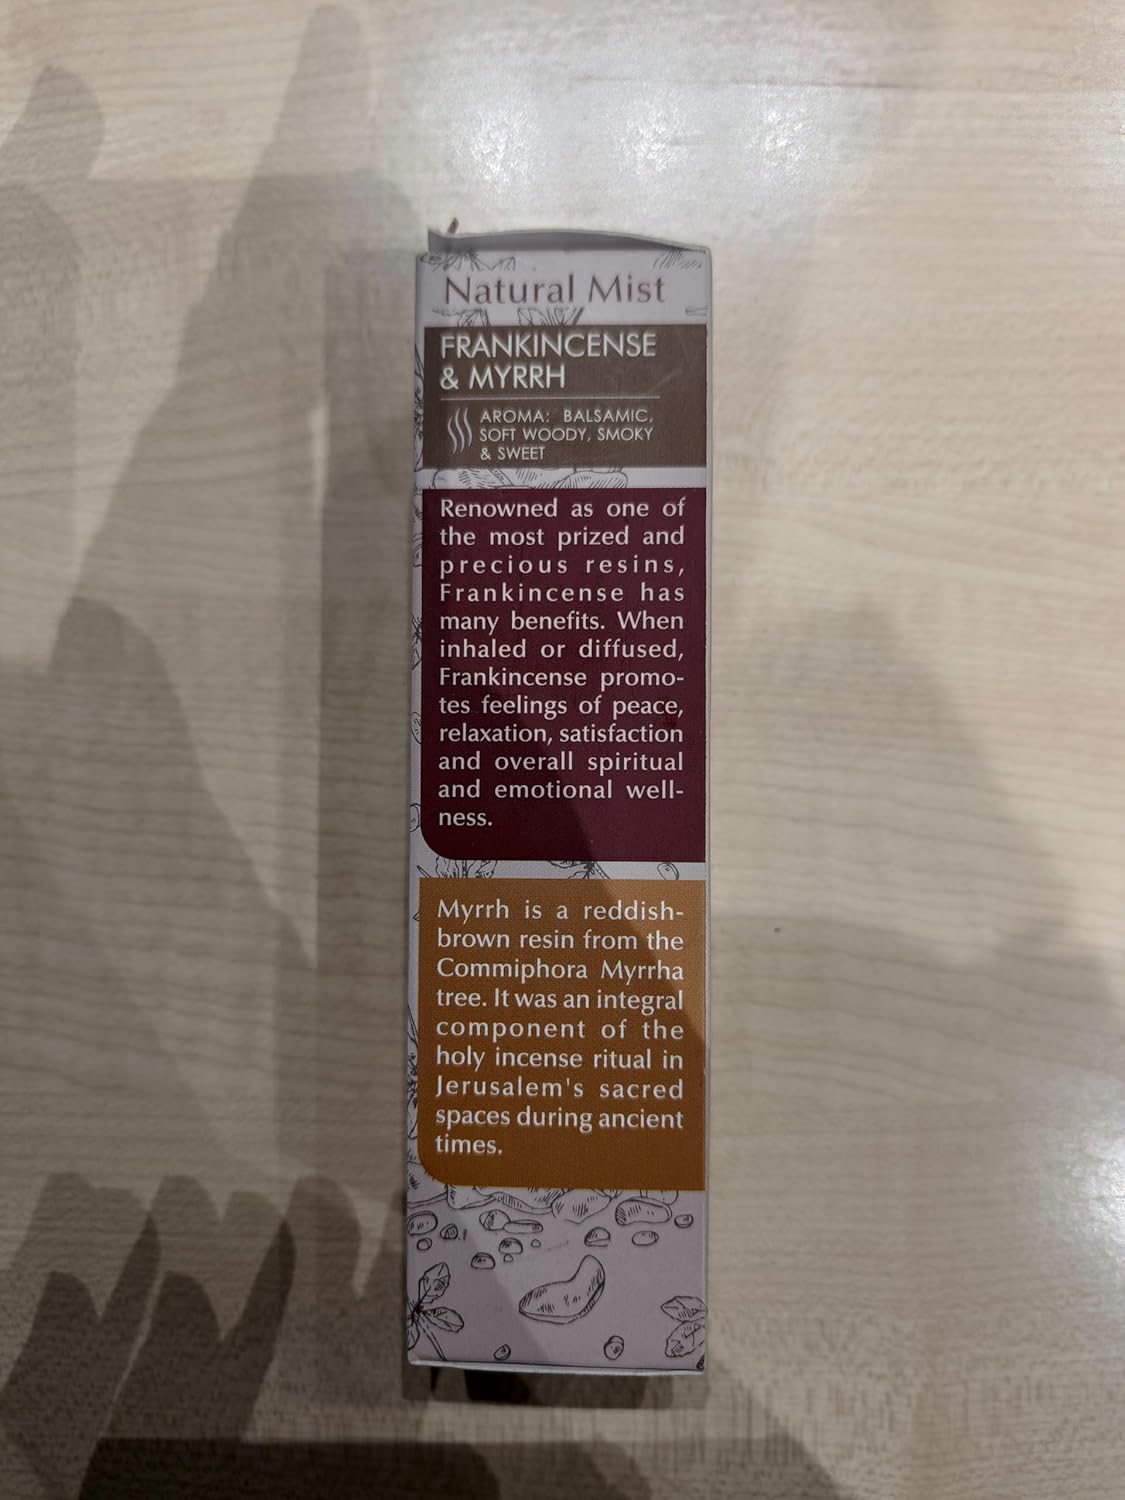 Natural Mist
FRANKINCENSE
& MYRRH
AROMA: BALSAMIC,
SOFT WOODY, SMOKY
& SWEET
Renowned as one of
the most prized and
precious resins,
Frankincense has
many benefits. When
inhaled or diffused,
Frankincense promo-
tes feelings of peace,
relaxation, satisfaction
and overall spiritual
and emotional well-
ness.
Myrrh is a reddish-
brown resin from the
Commiphora Myrrha
tree. It was an integral
component of the
holy incense ritual in
Jerusalem's sacred
spaces during ancient
times.